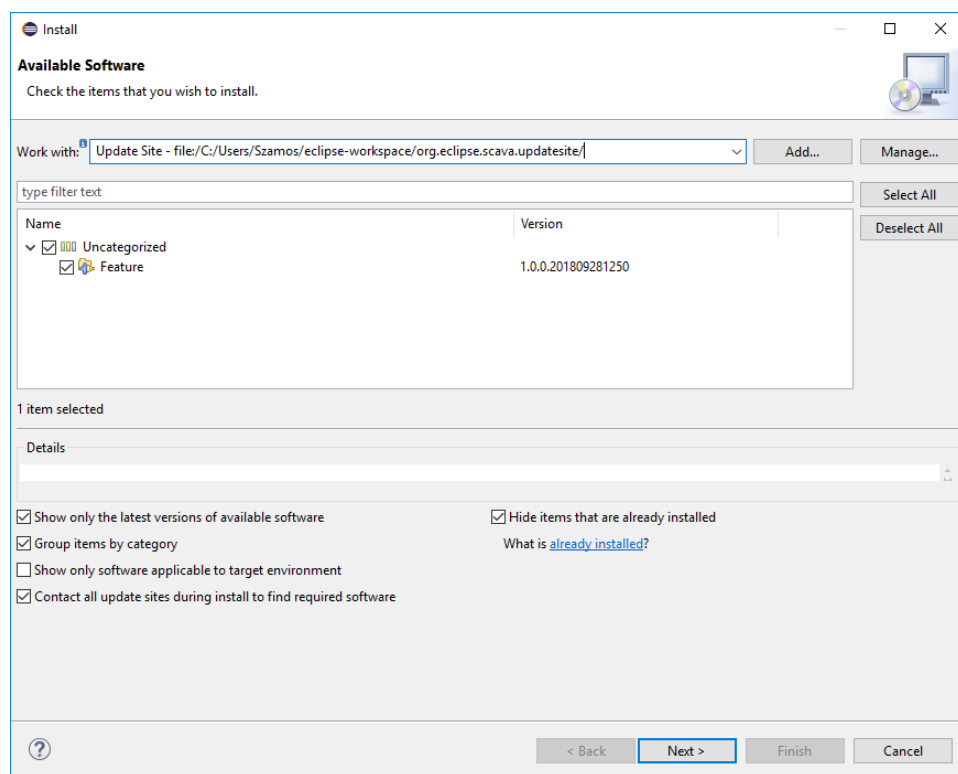 Install
Available Software
Check the items that you wish to install.
Work with: Update Site - file:/C:/Users/Szamos/eclipse-workspace/org.eclipse.scava.updatesite/ Add... Manage...
type filter text Select All
Name Version Deselect All
Uncategorized
Feature 1.0.0.201809281250
1 item selected
Details
Show only the latest versions of available software Hide items that are already installed
Group items by category What is already installed?
Show only software applicable to target environment
Contact all update sites during install to find required software
? < Back Next > Finish Cancel